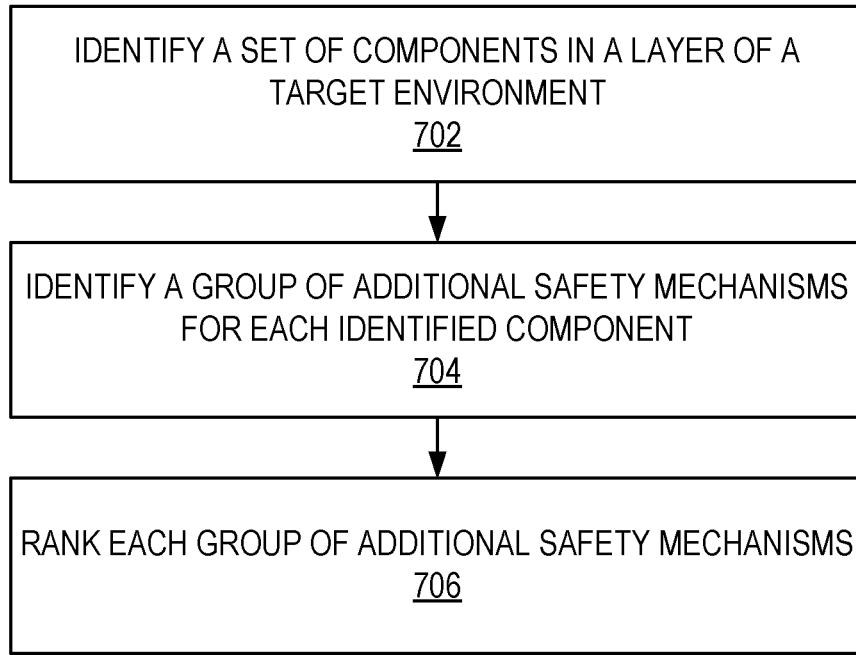 IDENTIFY A SET OF COMPONENTS IN A LAYER OF A
TARGET ENVIRONMENT
702
IDENTIFY A GROUP OF ADDITIONAL SAFETY MECHANISMS
FOR EACH IDENTIFIED COMPONENT
704
RANK EACH GROUP OF ADDITIONAL SAFETY MECHANISMS
706